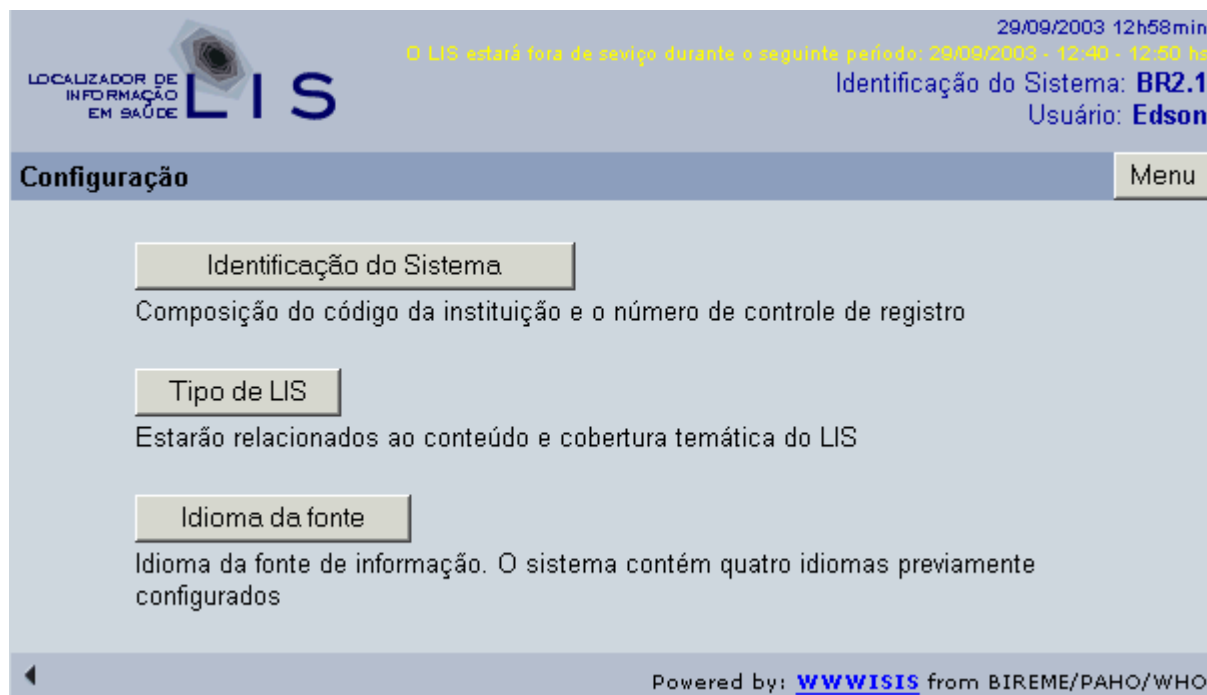 29/09/2003 12h58min
O LIS estará fora de seviço durante o seguinte período: 29/09/2003 - 12:40 - 12:50 hs
LOCALIZADOR DE
INFORMAÇÃO
EM SAÚDE
LIS
Identificação do Sistema: BR2.1
Usuário: Edson
Configuração
Menu
Identificação do Sistema
Composição do código da instituição e o número de controle de registro
Tipo de LIS
Estarão relacionados ao conteúdo e cobertura temática do LIS
Idioma da fonte
Idioma da fonte de informação. O sistema contém quatro idiomas previamente
configurados
Powered by: WWWISIS from BIREME/PAHO/WHO